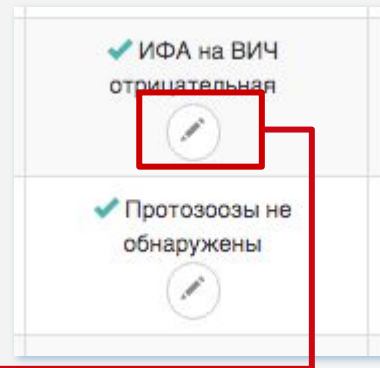 ИФА на ВИЧ
отрицательная
Протозоозы не
обнаружены